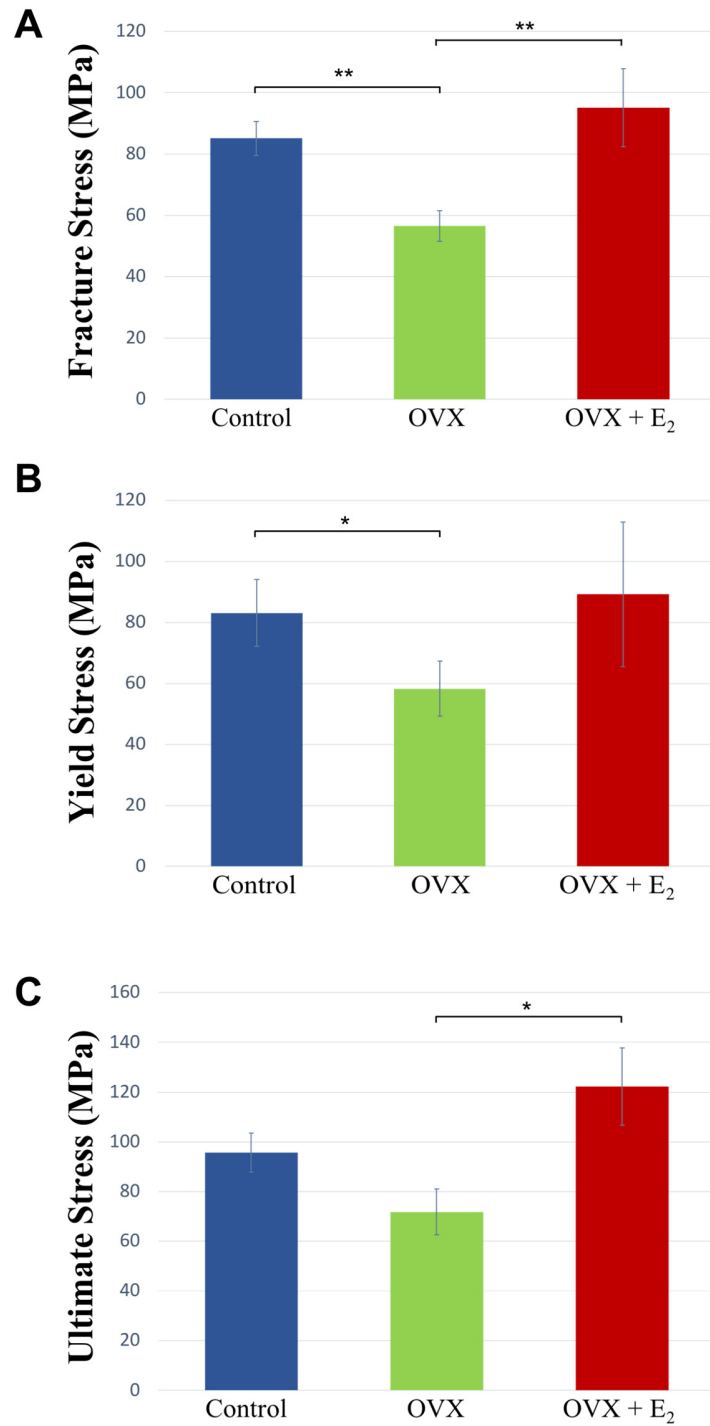 A
Fracture Stress (MPa)
120
100
80
60
40
20
0
**
**
Control
OVX
OVX + E₂
B
Yield Stress (MPa)
120
100
80
60
40
20
0
*
Control
OVX
OVX + E₂
C
Ultimate Stress (MPa)
160
140
120
100
80
60
40
20
0
*
Control
OVX
OVX + E₂